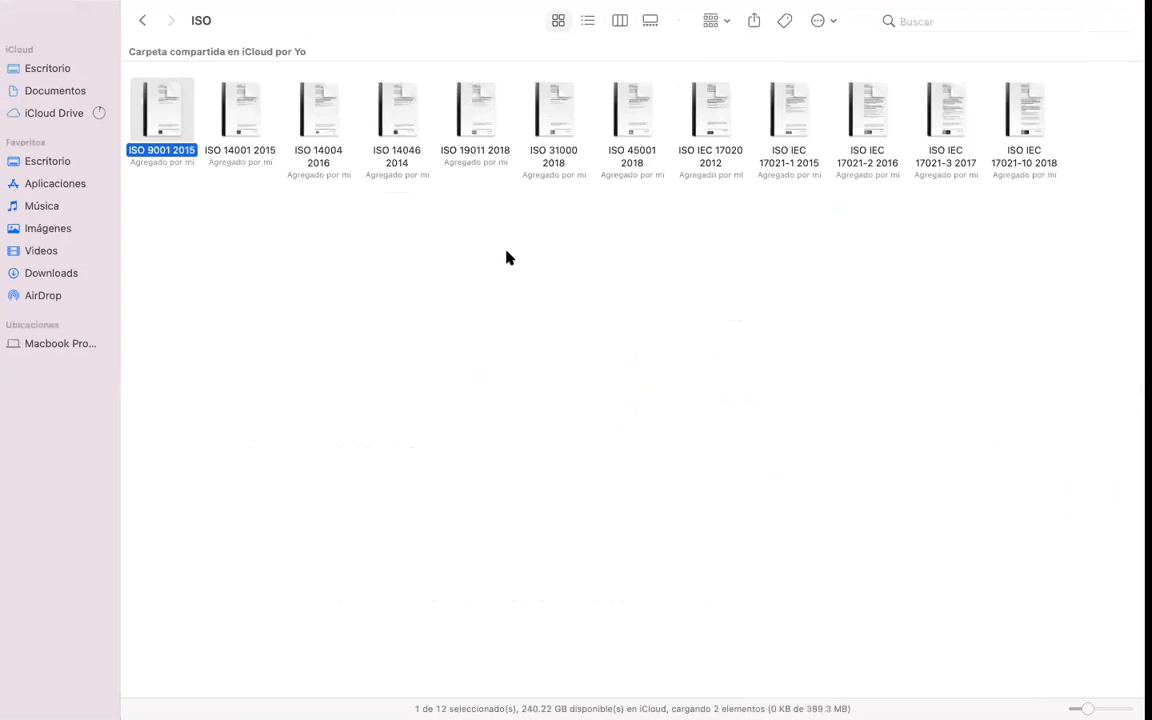 ISO
Buscar
Carpeta compartida en iCloud por Yo
iCloud
Escritorio
Documentos
iCloud Drive
Favoritos
Escritorio
Aplicaciones
Música
Imágenes
Videos
Downloads
AirDrop
Ubicaciones
Macbook Pro...
ISO 9001 2015
Agregado por mí
ISO 14001 2015
Agregado por mí
ISO 14004
2016
Agregado por mí
ISO 14046
2014
Agregado por mí
ISO 19011 2018
Agregado por mí
ISO 31000
2018
Agregado por mí
ISO 45001
2018
Agregado por mí
ISO IEC 17020
2012
Agregado por mí
ISO IEC
17021-1 2015
Agregado por mí
ISO IEC
17021-2 2016
Agregado por mí
ISO IEC
17021-3 2017
Agregado por mí
ISO IEC
17021-10 2018
Agregado por mí
1 de 12 seleccionado(s), 240.22 GB disponible(s) en iCloud, cargando 2 elementos (0 KB de 389.3 MB)